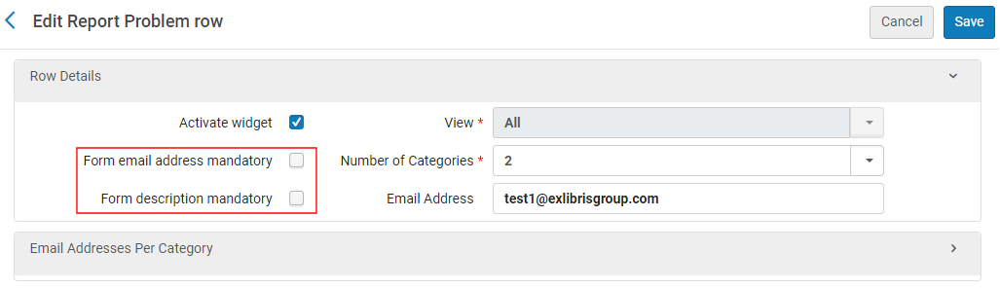 Edit Report Problem row
Cancel
Save
Row Details
Activate widget
View *
All
Form email address mandatory
Number of Categories *
2
Form description mandatory
Email Address
test1@exlibrisgroup.com
Email Addresses Per Category